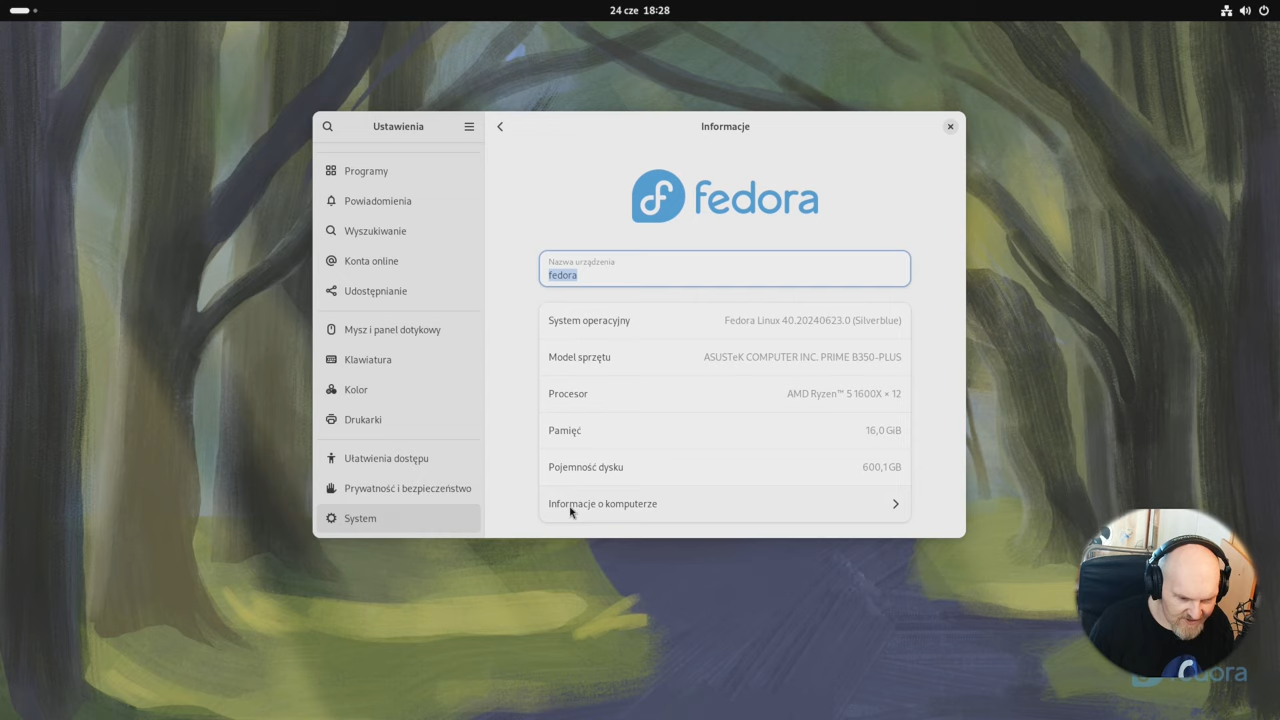 24 cze 18:28
Ustawienia
Informacje
Programy
Powiadomienia
Wyszukiwanie
Konta online
Udostępnianie
Mysz i panel dotykowy
Klawiatura
Kolor
Drukarki
Ułatwienia dostępu
Prywatność i bezpieczeństwo
System
fedora
Nazwa urządzenia
fedora
System operacyjny Fedora Linux 40.20240623.0 (Silverblue)
Model sprzętu ASUSTeK COMPUTER INC. PRIME B350-PLUS
Procesor AMD Ryzen™ 5 1600X × 12
Pamięć 16,0 GiB
Pojemność dysku 600,1 GB
Informacje o komputerze